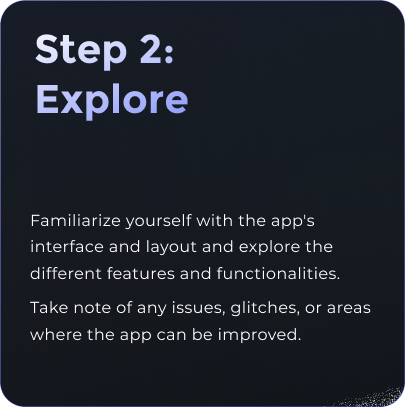 Step 2:
Explore
Familiarize yourself with the app's
interface and layout and explore the
different features and functionalities.
Take note of any issues, glitches, or areas
where the app can be improved.